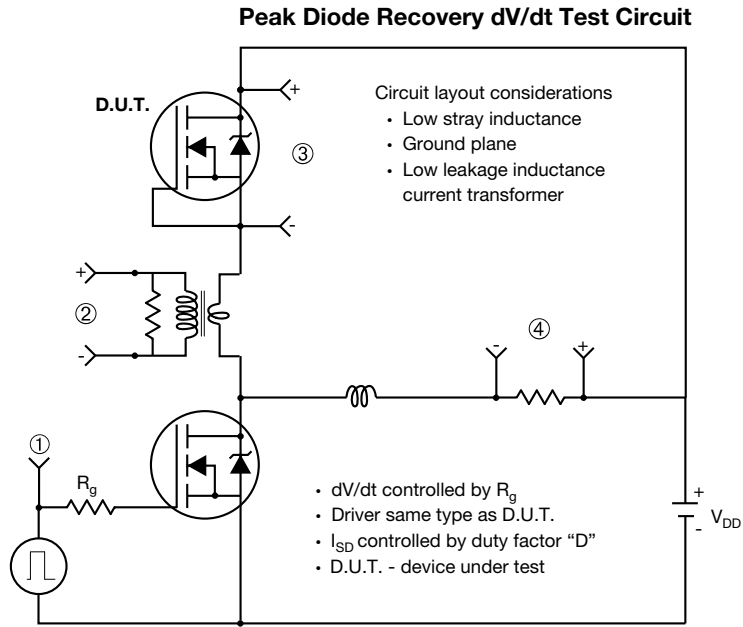 Peak Diode Recovery dV/dt Test Circuit
D.U.T.
+
Circuit layout considerations
• Low stray inductance
• Ground plane
• Low leakage inductance
current transformer
③
-
+
②
-
④
- +
①
Rg
• dV/dt controlled by Rg
• Driver same type as D.U.T.
• ISD controlled by duty factor “D”
• D.U.T. - device under test
+
VDD
-